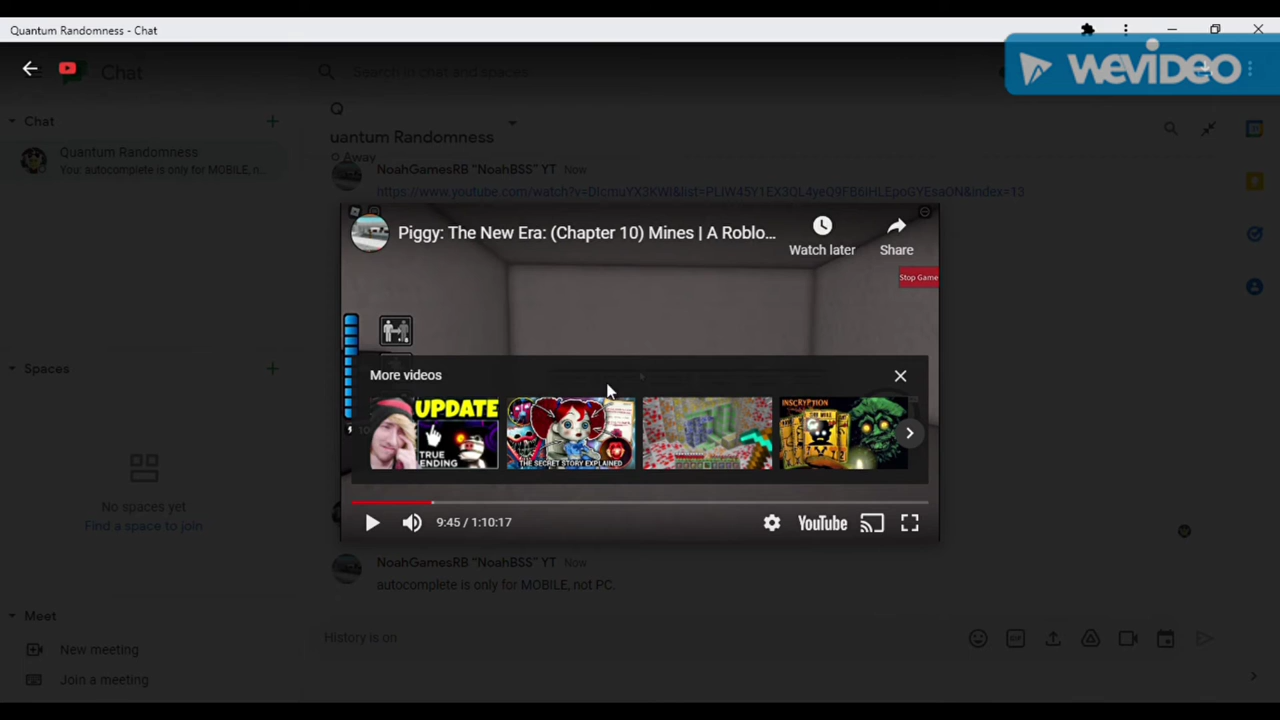 Quantum Randomness - Chat
WEVIDEO
Chat
Search in chat and spaces
Chat
Quantum Randomness
You: autocomplete is only for MOBILE, n...
Q
uantum Randomness
Away
NoahGamesRB “NoahBSS” YT Now
https://www.youtube.com/watch?v=DIcmuYX3KWI&list=PLIW45Y1EX3QL4yeQ9FB6IHLEpoGYEsaON&index=13
Piggy: The New Era: (Chapter 10) Mines | A Roblo...
Watch later
Share
Stop Game
More videos
UPDATE
TRUE
ENDING
THE SECRET STORY EXPLAINED
INSCRYPTION
9:45 / 1:10:17
YouTube
Spaces
No spaces yet
Find a space to join
NoahGamesRB “NoahBSS” YT Now
autocomplete is only for MOBILE, not PC.
History is on
GIF
Meet
New meeting
Join a meeting